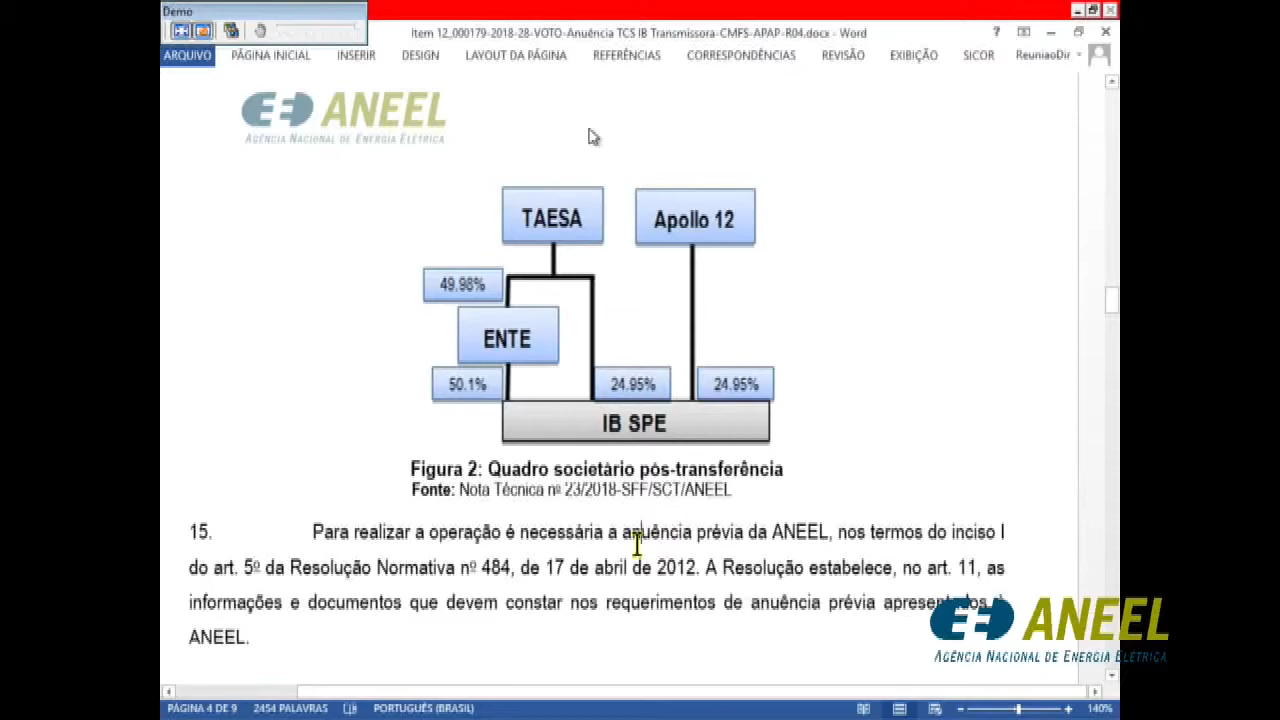 Demo
Item 12_000179-2018-28-VOTO-Anuência TCS IB Transmissora-CMFS-APAP-R04.docx - Word
ARQUIVO PÁGINA INICIAL INSERIR DESIGN LAYOUT DA PÁGINA REFERÊNCIAS CORRESPONDÊNCIAS REVISÃO EXIBIÇÃO SICOR ReuniaoDir
ANEEL
AGÊNCIA NACIONAL DE ENERGIA ELÉTRICA
TAESA Apollo 12
49.98%
ENTE
50.1% 24.95% 24.95%
IB SPE
Figura 2: Quadro societário pós-transferência
Fonte: Nota Técnica nº 23/2018-SFF/SCT/ANEEL
15. Para realizar a operação é necessária a anuência prévia da ANEEL, nos termos do inciso I
do art. 5º da Resolução Normativa nº 484, de 17 de abril de 2012. A Resolução estabelece, no art. 11, as
informações e documentos que devem constar nos requerimentos de anuência prévia apresentados à
ANEEL.
ANEEL
AGÊNCIA NACIONAL DE ENERGIA ELÉTRICA
PÁGINA 4 DE 9 2454 PALAVRAS PORTUGUÊS (BRASIL) 140%